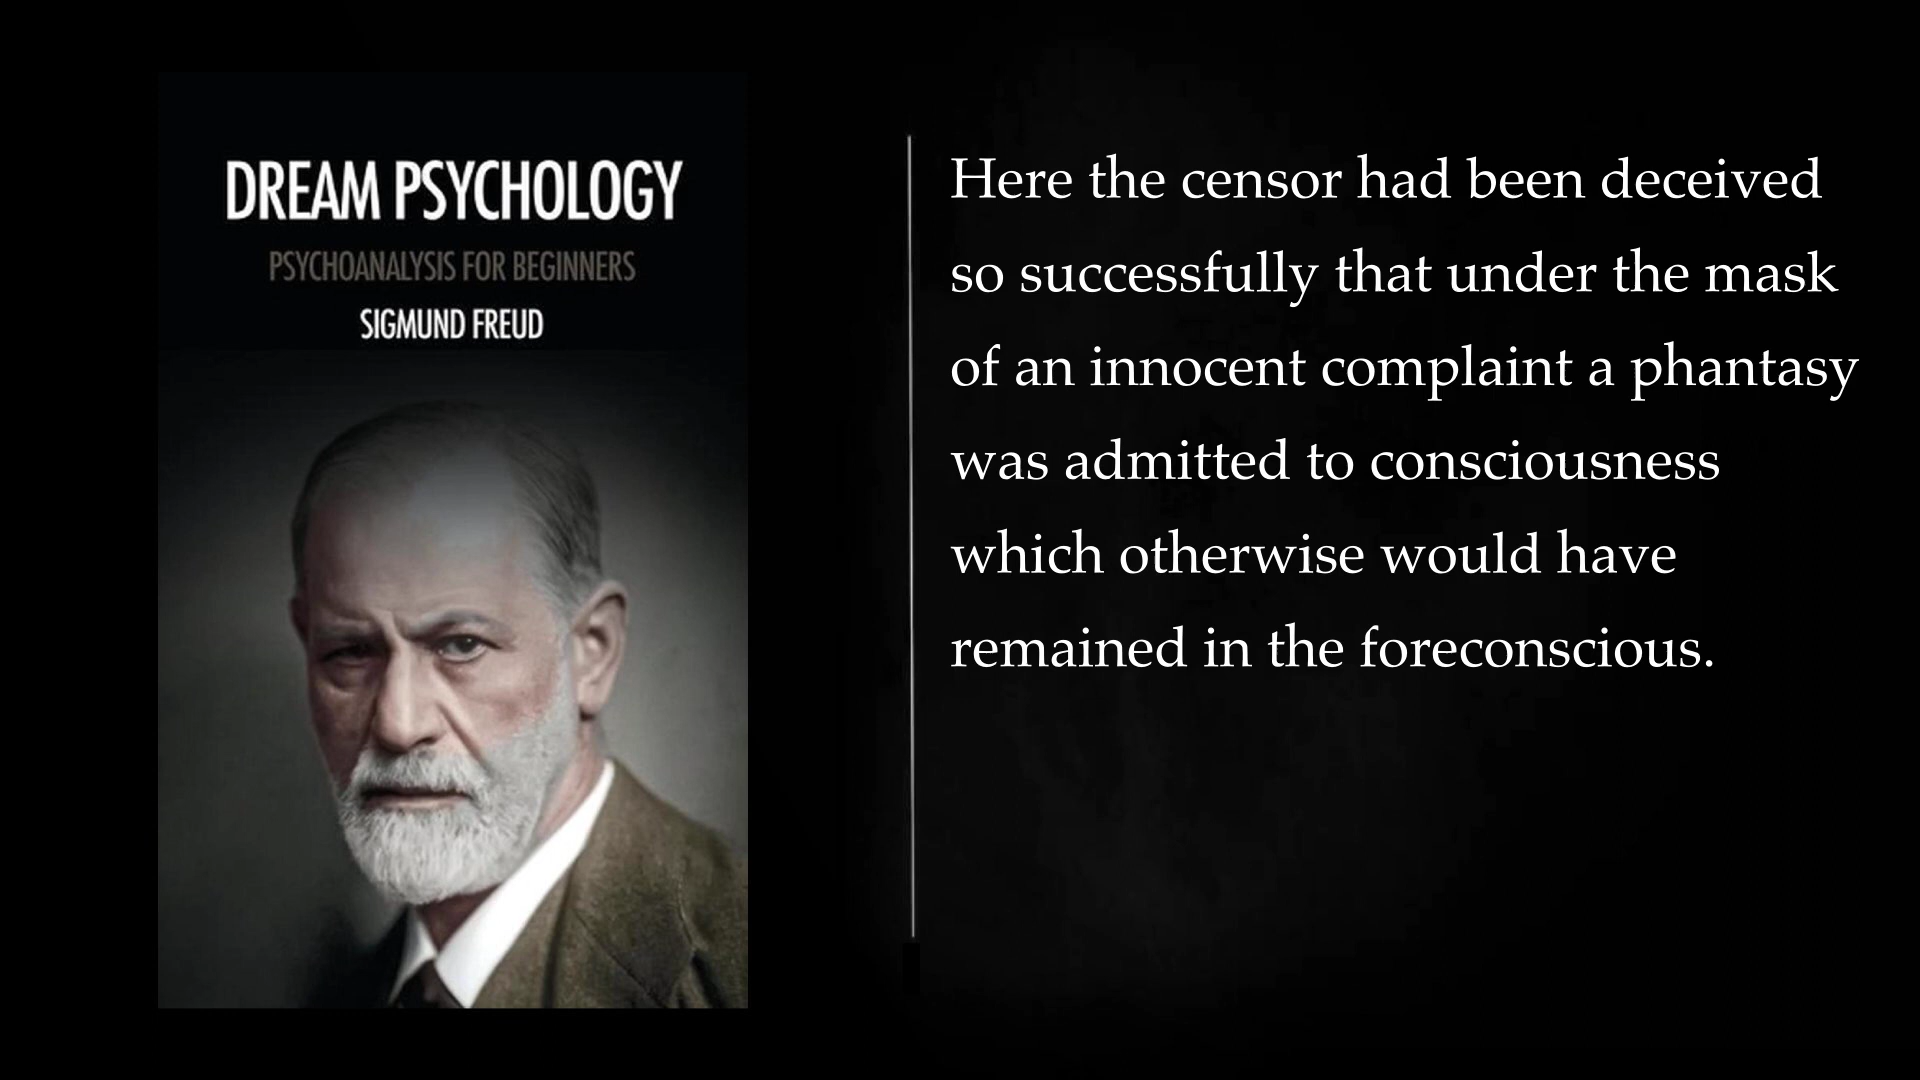 DREAM PSYCHOLOGY
PSYCHOANALYSIS FOR BEGINNERS
SIGMUND FREUD
Here the censor had been deceived
so successfully that under the mask
of an innocent complaint a phantasy
was admitted to consciousness
which otherwise would have
remained in the foreconscious.